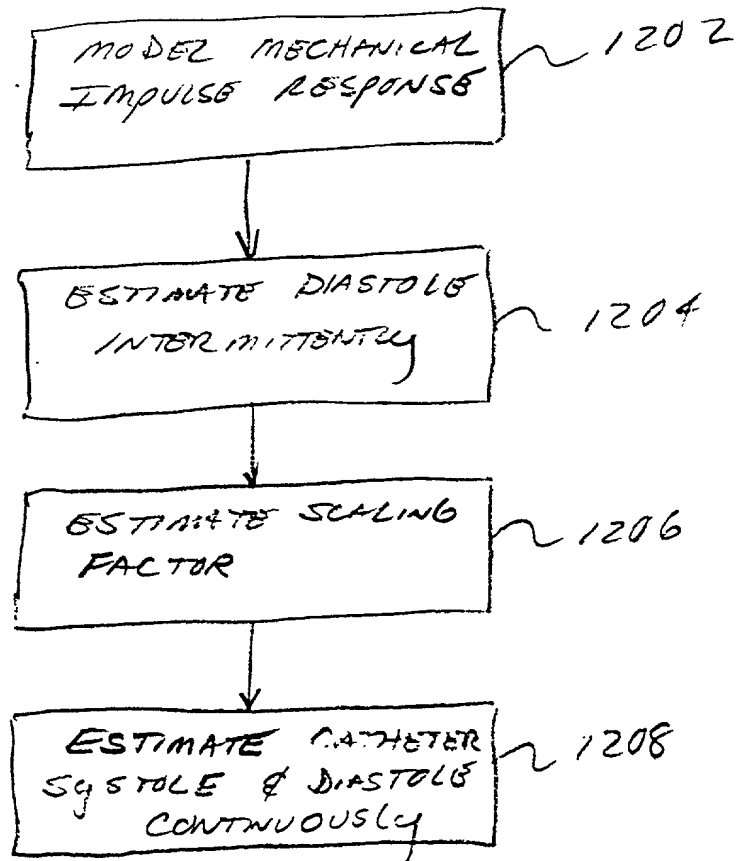 MODEL MECHANICAL
IMPULSE RESPONSE
1202
ESTIMATE DIASTOLE
INTERMITTENTLY
1204
ESTIMATE SCALING
FACTOR
1206
ESTIMATE CATHETER
SYSTOLE & DIASTOLE
CONTINUOUSLY
1208